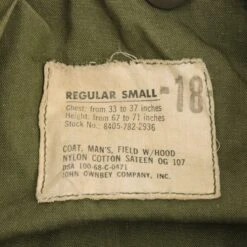 REGULAR SMALL -18
Chest: from 33 to 37 inches
Height: from 67 to 71 inches
Stock No.: 8405-782-2936
COAT, MAN'S, FIELD W/HOOD
NYLON COTTON SATEEN OG 107
DSA 100-68-C-0471
JOHN OWNBEY COMPANY, INC.